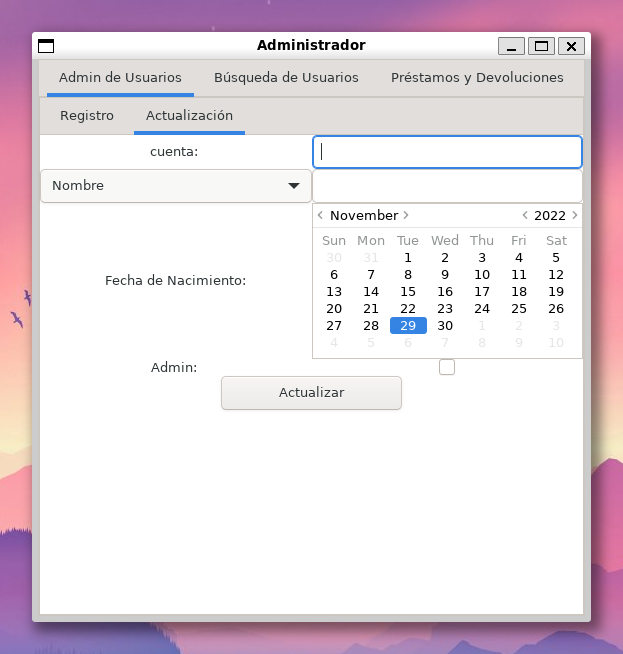 Administrador
Admin de Usuarios Búsqueda de Usuarios Préstamos y Devoluciones
Registro Actualización
cuenta:
Nombre
November 2022
Sun Mon Tue Wed Thu Fri Sat
30 31 1 2 3 4 5
6 7 8 9 10 11 12
Fecha de Nacimiento:
13 14 15 16 17 18 19
20 21 22 23 24 25 26
27 28 29 30 1 2 3
4 5 6 7 8 9 10
Admin:
Actualizar